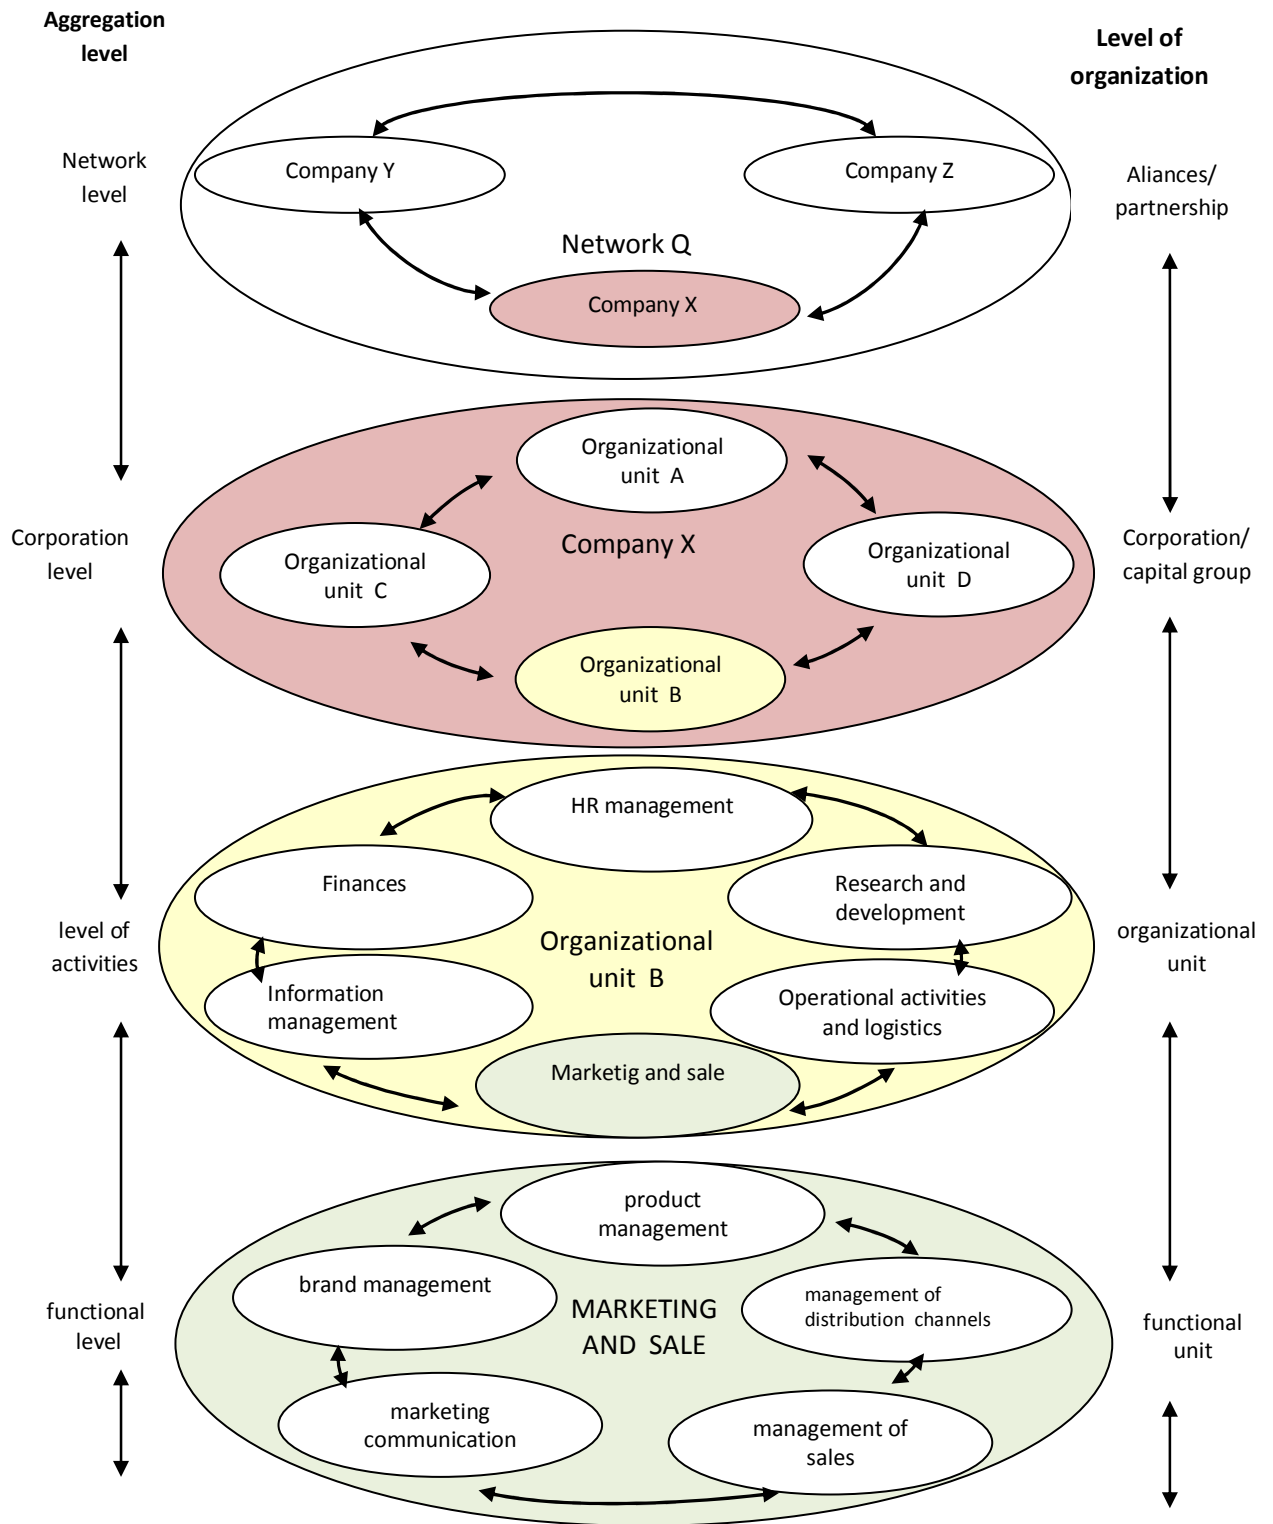 Aggregation
level
Level of
organization
Network
level
Company Y
Company Z
Aliances/
partnership
Network Q
Company X
Corporation
level
Organizational
unit A
Company X
Organizational
unit C
Organizational
unit D
Corporation/
capital group
Organizational
unit B
level of
activities
HR management
Finances
Research and
development
Organizational
unit B
Information
management
Operational activities
and logistics
Marketig and sale
organizational
unit
functional
level
product
management
brand management
MARKETING
AND SALE
management of
distribution channels
marketing
communication
management of
sales
functional
unit